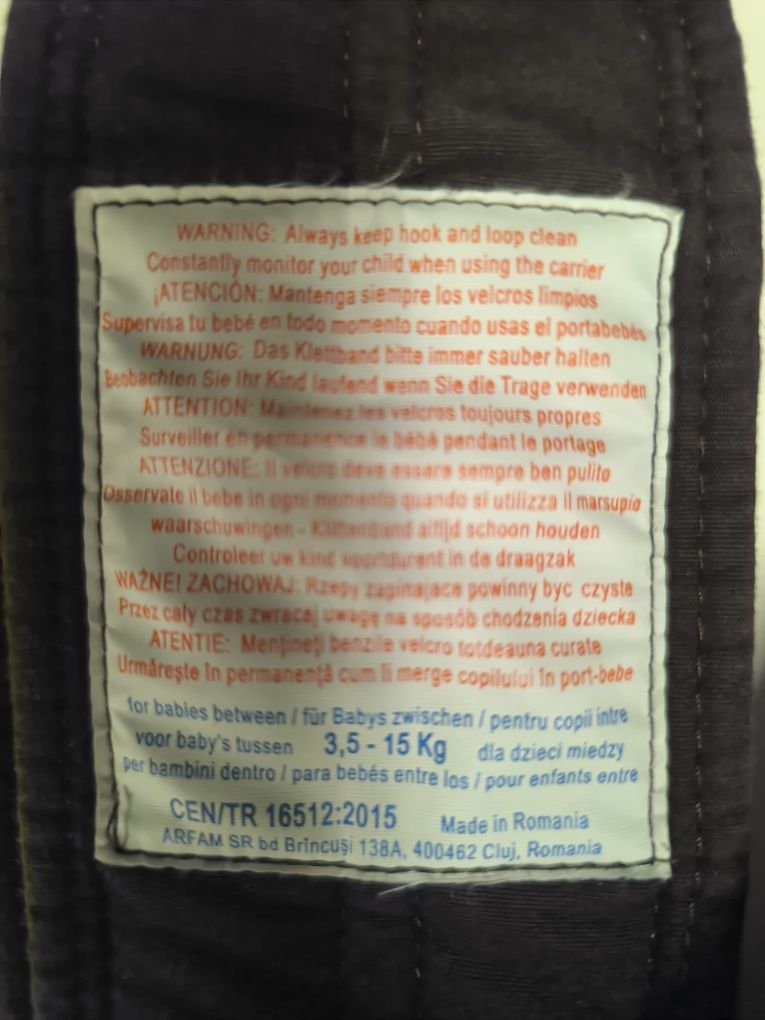 WARNING: Always keep hook and loop clean
Constantly monitor your child when using the carrier
¡ATENCIÓN: Mantenga siempre los velcros limpios
Supervisa tu bebé en todo momento cuando usas el portabebés
WARNUNG: Das Klettband bitte immer sauber halten
Beobachten Sie Ihr Kind laufend wenn Sie die Trage verwenden
ATTENTION: Maintenez les velcros toujours propres
Surveiller en permanence le bébé pendant le portage
ATTENZIONE: Il velcro deve essere sempre ben pulito
Osservate il bebe in ogni momento quando si utilizza il marsupio
waarschuwingen - Klittenband altijd schoon houden
Controleer uw kind voortdurent in de draagzak
WAŻNE! ZACHOWAJ: Rzepy zapinajace powinny byc czyste
Przez cały czas zwracaj uwagę na sposób chodzenia dziecka
ATENTIE: Mențineți benzile velcro totdeauna curate
Urmărește în permanență cum îi merge copilului în port-bebe
for babies between / für Babys zwischen / pentru copii intre
voor baby's tussen 3,5 - 15 Kg dla dzieci miedzy
per bambini dentro / para bebés entre los / pour enfants entre
CEN/TR 16512:2015 Made in Romania
ARFAM SR bd Brîncuși 138A, 400462 Cluj, Romania